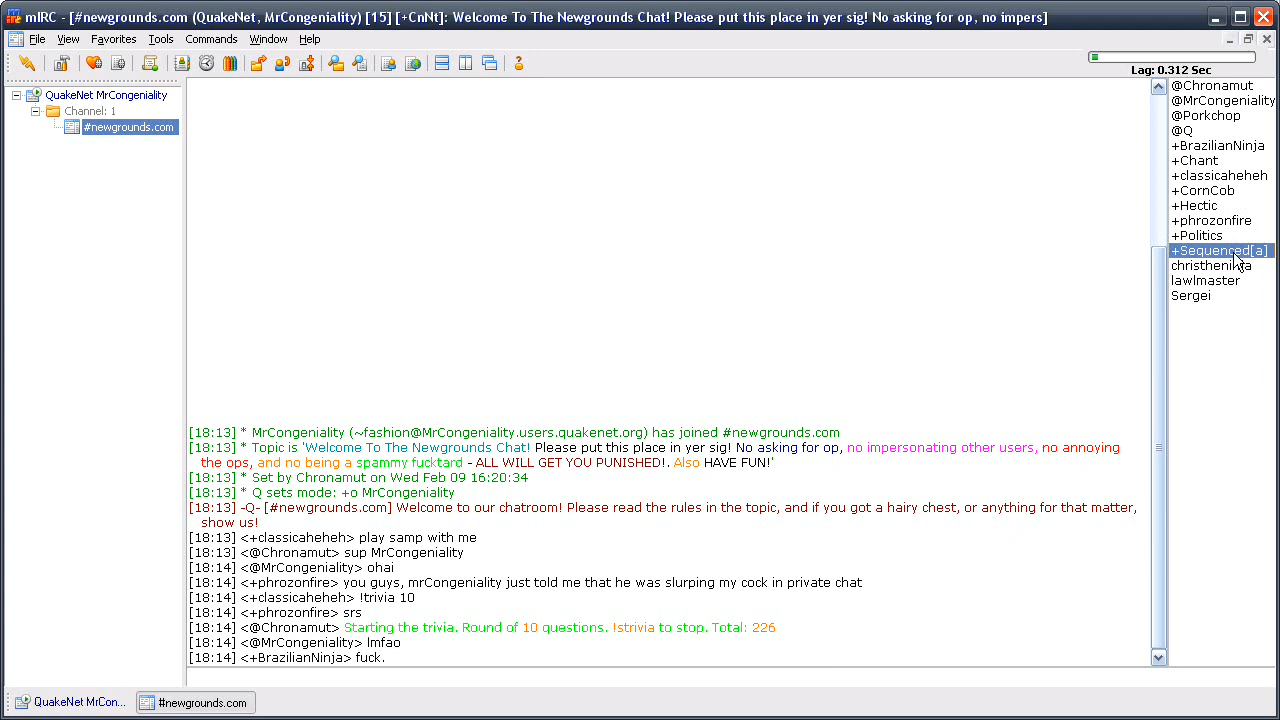 mIRC - [#newgrounds.com (QuakeNet, MrCongeniality) [15] [+CnNt]: Welcome To The Newgrounds Chat! Please put this place in yer sig! No asking for op, no impers]
File View Favorites Tools Commands Window Help
Lag: 0.312 Sec
QuakeNet MrCongeniality
Channel: 1
#newgrounds.com
[18:13] * MrCongeniality (~fashion@MrCongeniality.users.quakenet.org) has joined #newgrounds.com
[18:13] * Topic is 'Welcome To The Newgrounds Chat! Please put this place in yer sig! No asking for op, no impersonating other users, no annoying
the ops, and no being a spammy fucktard - ALL WILL GET YOU PUNISHED!. Also HAVE FUN!'
[18:13] * Set by Chronamut on Wed Feb 09 16:20:34
[18:13] * Q sets mode: +o MrCongeniality
[18:13] -Q- [#newgrounds.com] Welcome to our chatroom! Please read the rules in the topic, and if you got a hairy chest, or anything for that matter,
show us!
[18:13] <+classicaheheh> play samp with me
[18:13] <@Chronamut> sup MrCongeniality
[18:14] <@MrCongeniality> ohai
[18:14] <+phrozonfire> you guys, mrCongeniality just told me that he was slurping my cock in private chat
[18:14] <+classicaheheh> !trivia 10
[18:14] <+phrozonfire> srs
[18:14] <@Chronamut> Starting the trivia. Round of 10 questions. !strivia to stop. Total: 226
[18:14] <@MrCongeniality> lmfao
[18:14] <+BrazilianNinja> fuck.
@Chronamut
@MrCongeniality
@Porkchop
@Q
+BrazilianNinja
+Chant
+classicaheheh
+CornCob
+Hectic
+phrozonfire
+Politics
+Sequenced[a]
lawlmaster
Sergei
QuakeNet MrCon...
#newgrounds.com